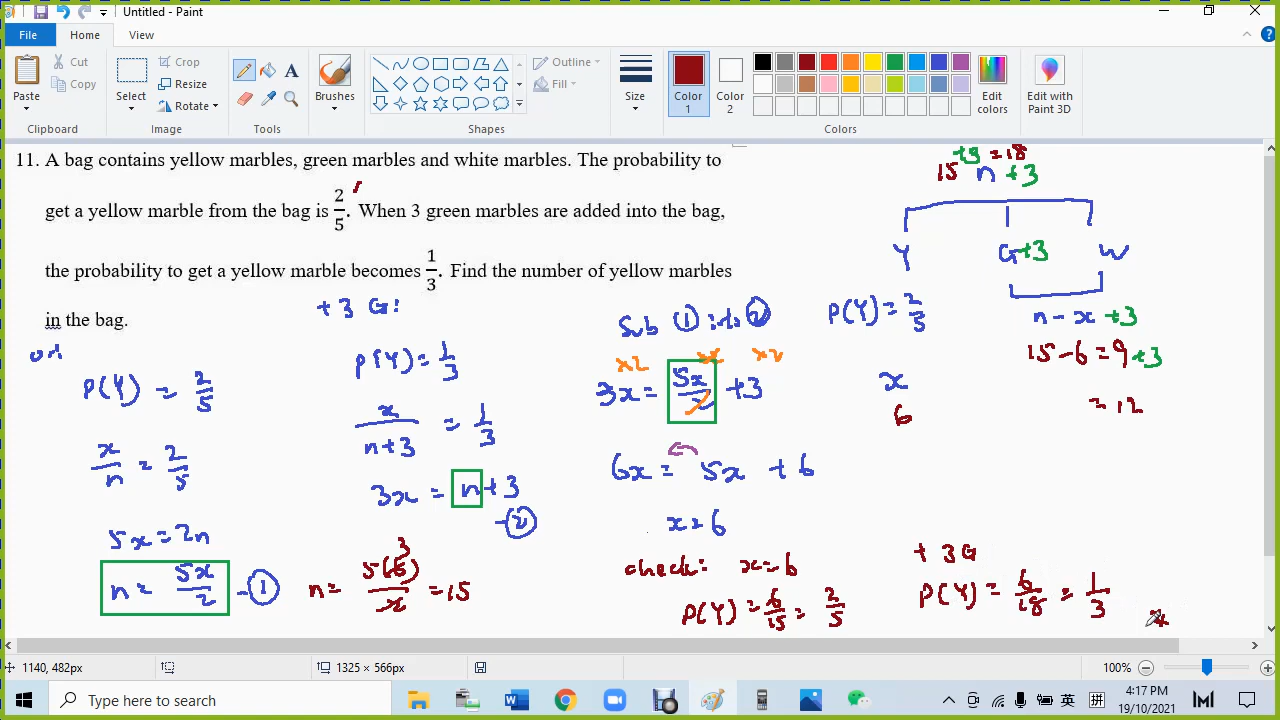 Untitled - Paint
File Home View
Paste Cut Copy Clipboard
Select Crop Resize Rotate Image
Tools
Brushes
Outline Fill Shapes
Size
Color 1 Color 2 Edit colors Colors
Edit with Paint 3D
11. A bag contains yellow marbles, green marbles and white marbles. The probability to
get a yellow marble from the bag is 2/5. When 3 green marbles are added into the bag,
the probability to get a yellow marble becomes 1/3. Find the number of yellow marbles
in the bag.
P(Y) = 2/5
x/n = 2/5
5x = 2n
n = 5x/2 - ①
+3 G:
P(Y) = 1/3
x/(n+3) = 1/3
3x = n+3
- ②
n = 5(6)/2 = 15
3
Sub ① into ②
×2 ×2 ×2
3x = 5x/2 + 3
6x = 5x + 6
x = 6
check: x = 6
P(Y) = 6/15 = 2/5
+3 = 18
15 n +3
Y G+3 W
P(Y) = 2/5
n - x +3
15 - 6 = 9 +3
= 12
x
6
+ 3G
P(Y) = 6/18 = 1/3
1140, 482px
1325 × 566px
100%
Type here to search
英 拼
4:17 PM
19/10/2021